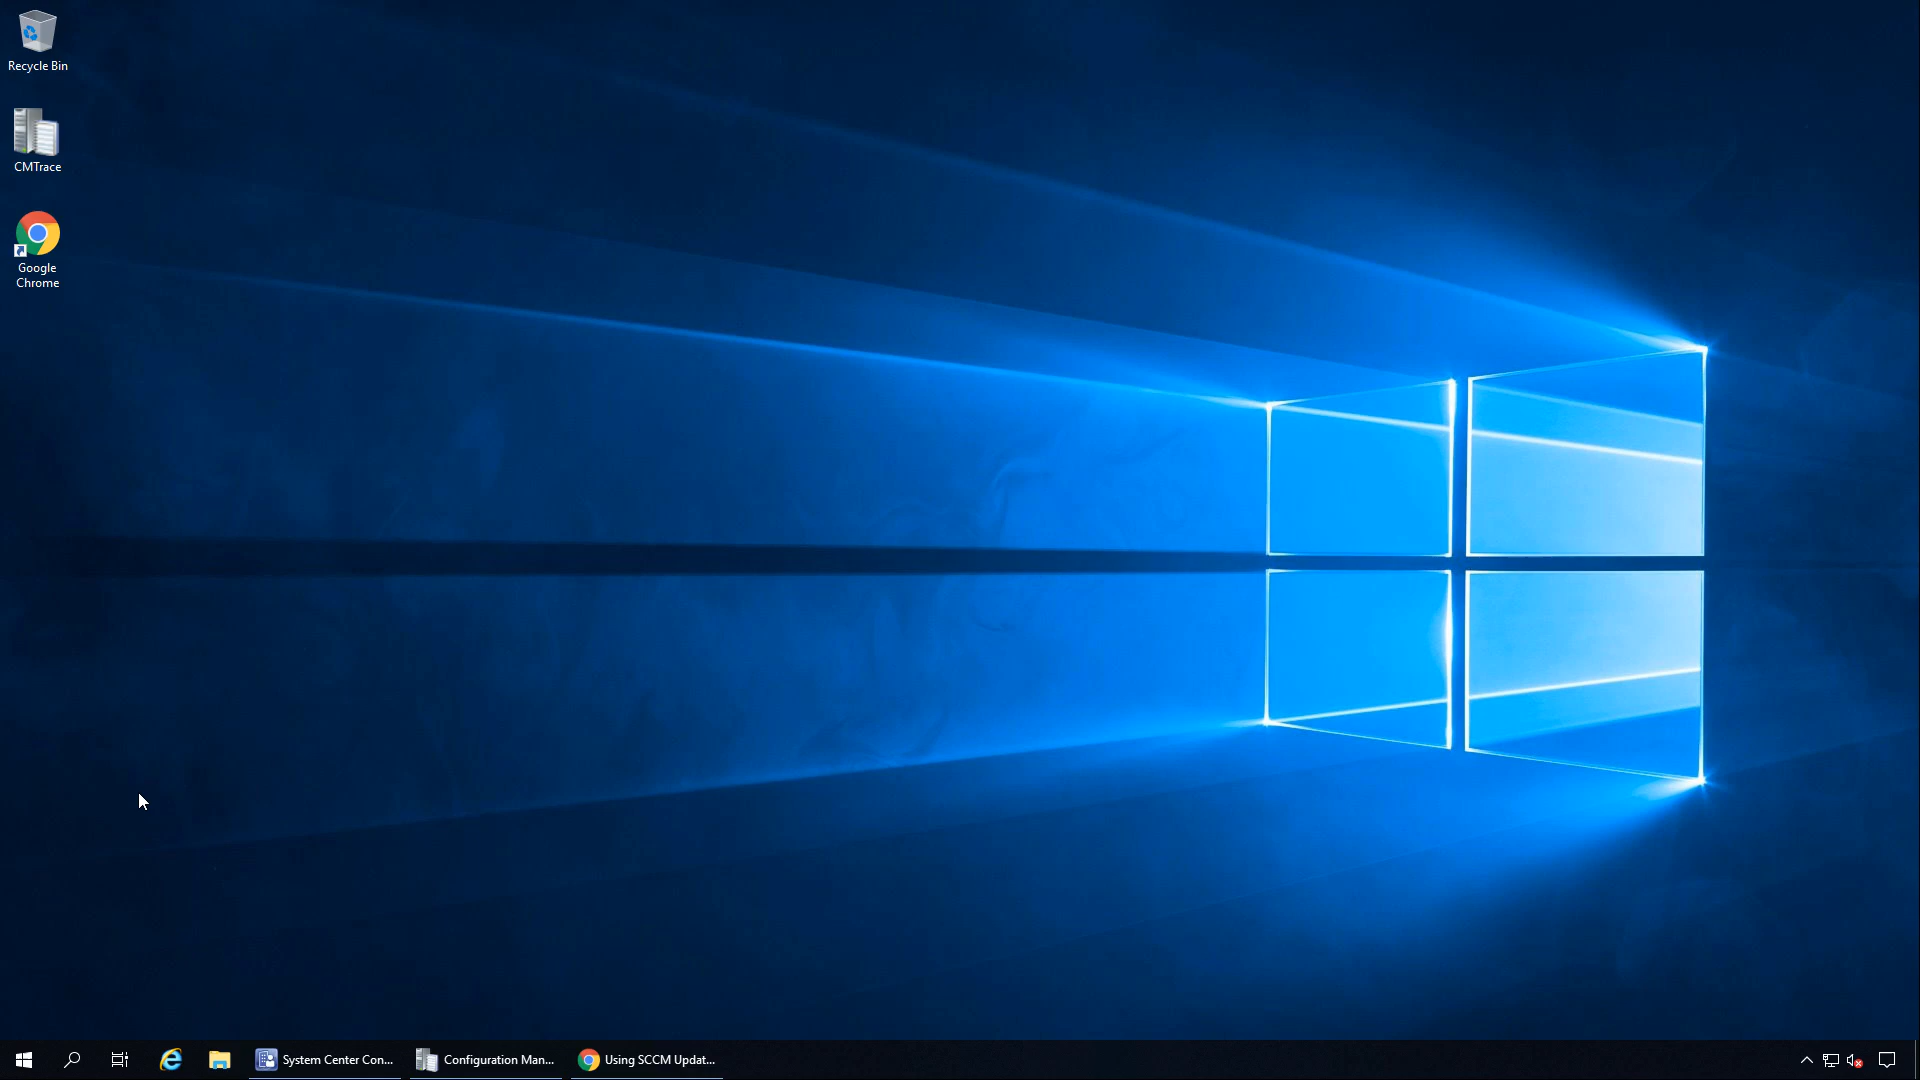 Recycle Bin
CMTrace
Google
Chrome
System Center Con...
Configuration Man...
Using SCCM Updat...